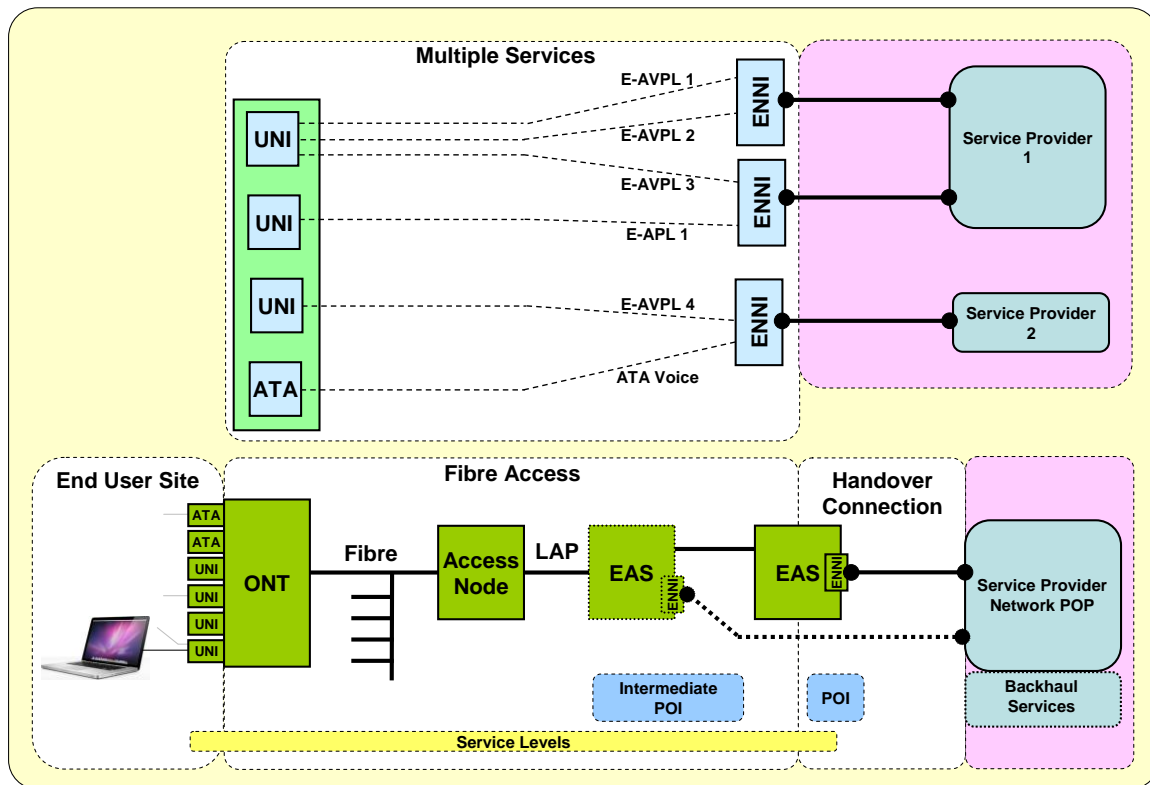 Multiple Services
E-AVPL 1
UNI
ENNI
E-AVPL 2
Service Provider
1
E-AVPL 3
ENNI
UNI
E-APL 1
UNI
E-AVPL 4
ENNI
Service Provider
2
ATA
ATA Voice
End User Site
Fibre Access
Handover
Connection
ATA
ATA
UNI
UNI
UNI
UNI
ONT
Fibre
Access
Node
LAP
EAS
ENNI
EAS
ENNI
Service Provider
Network POP
Intermediate
POI
POI
Backhaul
Services
Service Levels